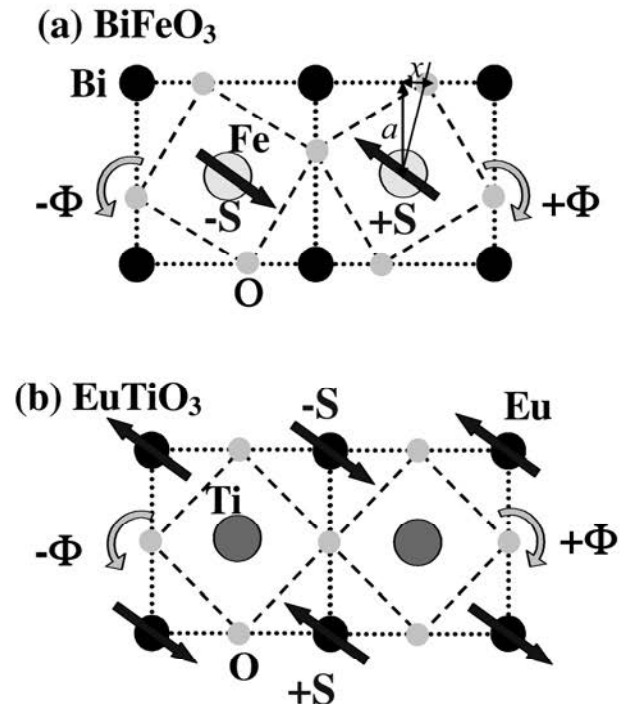 (a) BiFeO₃
Bi
x
a
Fe
-Φ
-S
+S
+Φ
O
(b) EuTiO₃
-S
Eu
Ti
-Φ
+Φ
O
+S